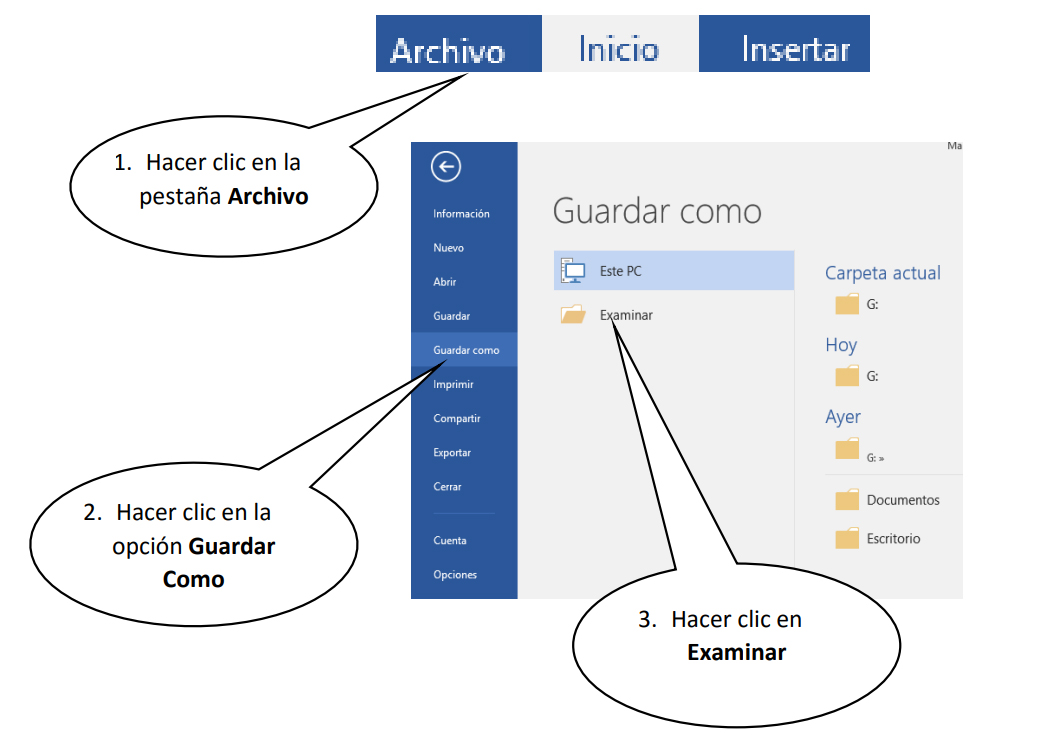 Archivo Inicio Insertar
1. Hacer clic en la
pestaña Archivo
Ma
Guardar como
Información
Nuevo
Abrir
Guardar
Guardar como
Imprimir
Compartir
Exportar
Cerrar
Cuenta
Opciones
Este PC
Examinar
Carpeta actual
G:
Hoy
G:
Ayer
G: »
Documentos
Escritorio
2. Hacer clic en la
opción Guardar
Como
3. Hacer clic en
Examinar